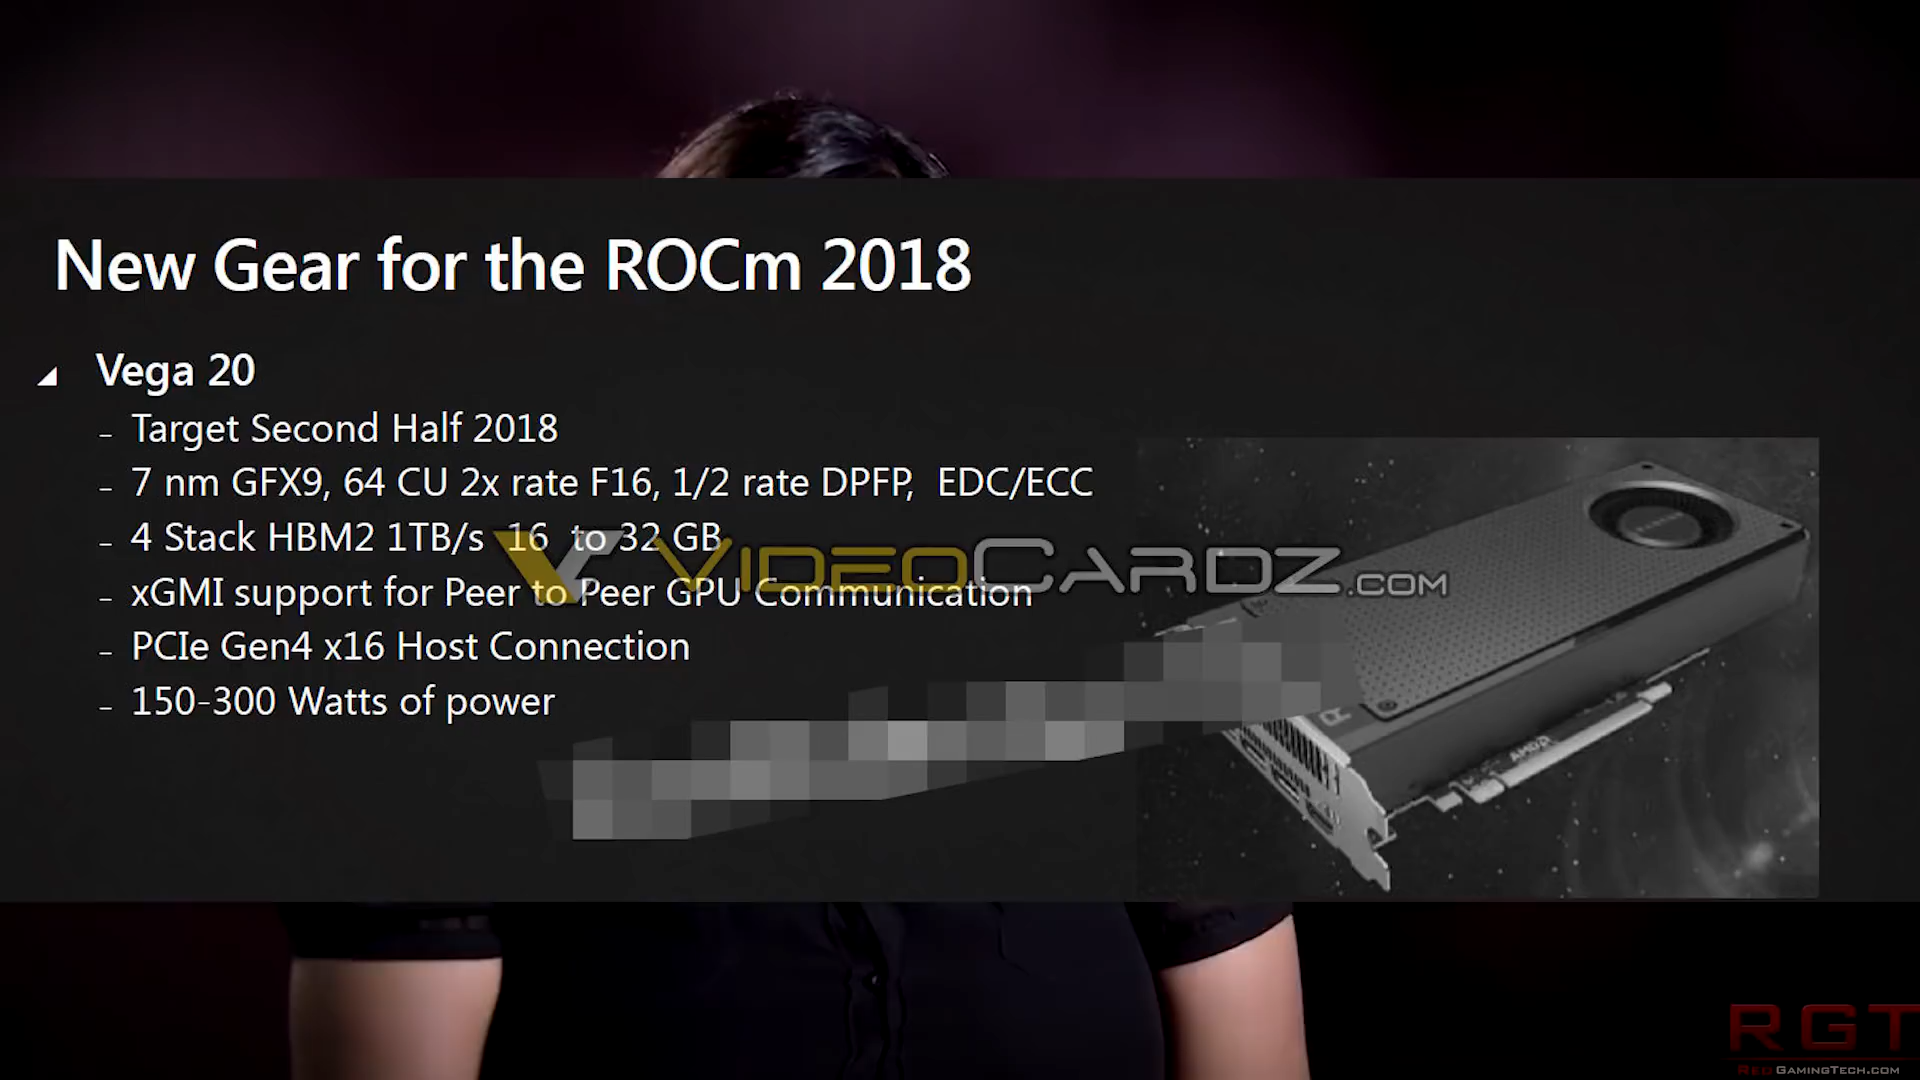 New Gear for the ROCm 2018
Vega 20
– Target Second Half 2018
– 7 nm GFX9, 64 CU 2x rate F16, 1/2 rate DPFP, EDC/ECC
– 4 Stack HBM2 1TB/s 16 to 32 GB
VIDEOCARDZ.COM
– xGMI support for Peer to Peer GPU Communication
– PCIe Gen4 x16 Host Connection
– 150-300 Watts of power
R
AMD
RGT
REDGAMINGTECH.COM